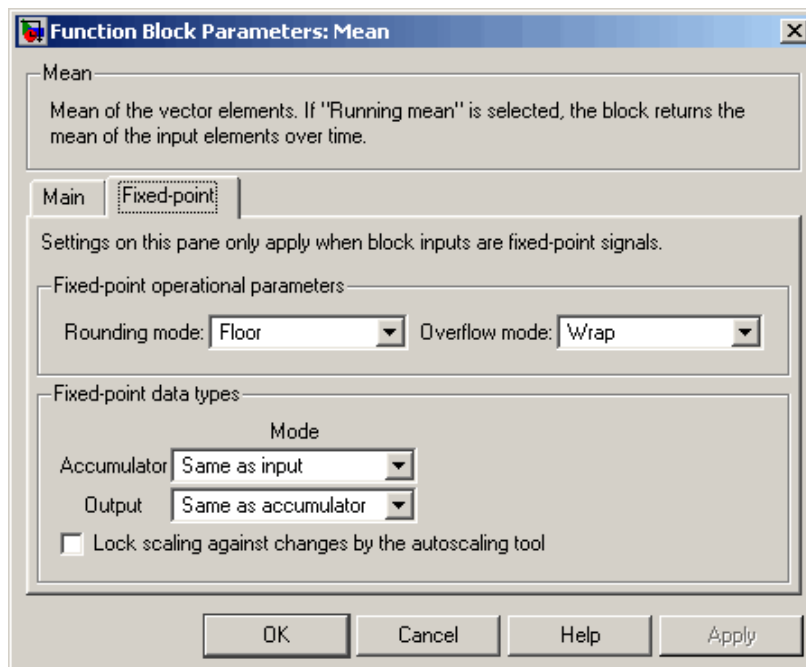 Function Block Parameters: Mean
Mean
Mean of the vector elements. If "Running mean" is selected, the block returns the
mean of the input elements over time.
Main Fixed-point
Settings on this pane only apply when block inputs are fixed-point signals.
Fixed-point operational parameters
Rounding mode: Floor Overflow mode: Wrap
Fixed-point data types
Mode
Accumulator Same as input
Output Same as accumulator
Lock scaling against changes by the autoscaling tool
OK Cancel Help Apply